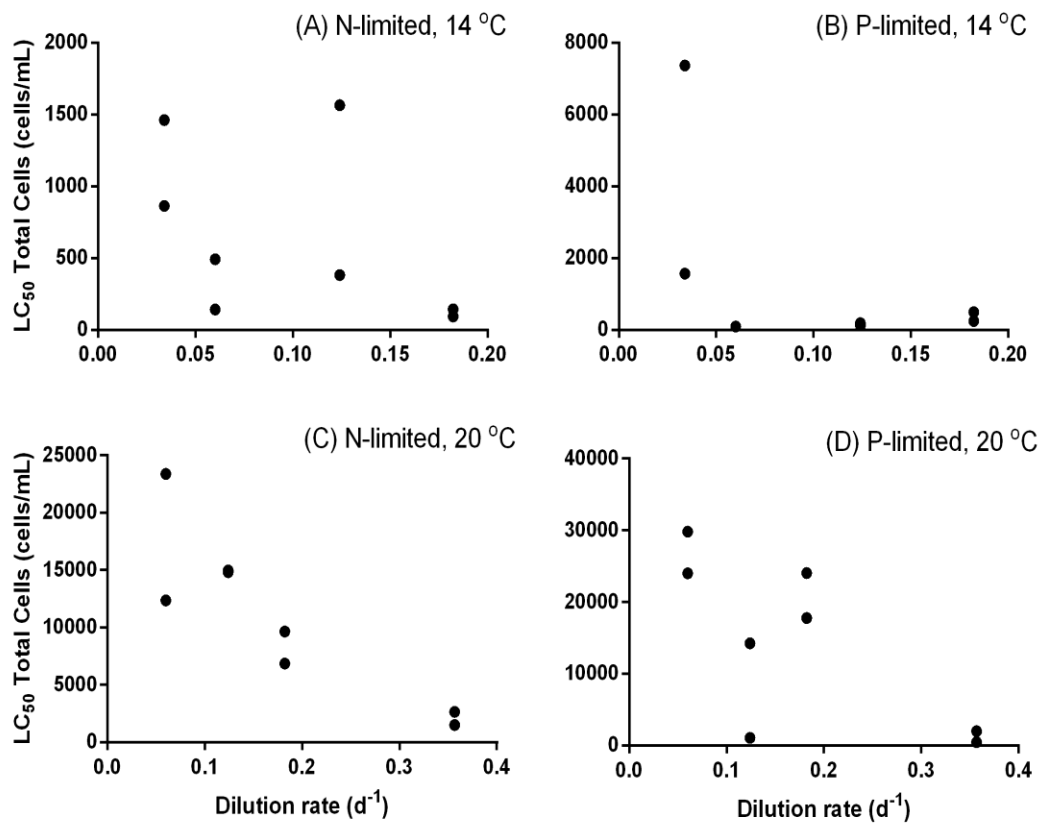 (A) N-limited, 14 °C
2000
1500
1000
500
0
0.00 0.05 0.10 0.15 0.20
LC50 Total Cells (cells/mL)
(B) P-limited, 14 °C
8000
6000
4000
2000
0
0.00 0.05 0.10 0.15 0.20
(C) N-limited, 20 °C
25000
20000
15000
10000
5000
0
0.0 0.1 0.2 0.3 0.4
LC50 Total Cells (cells/mL)
Dilution rate (d-1)
(D) P-limited, 20 °C
40000
30000
20000
10000
0
0.0 0.1 0.2 0.3 0.4
Dilution rate (d-1)